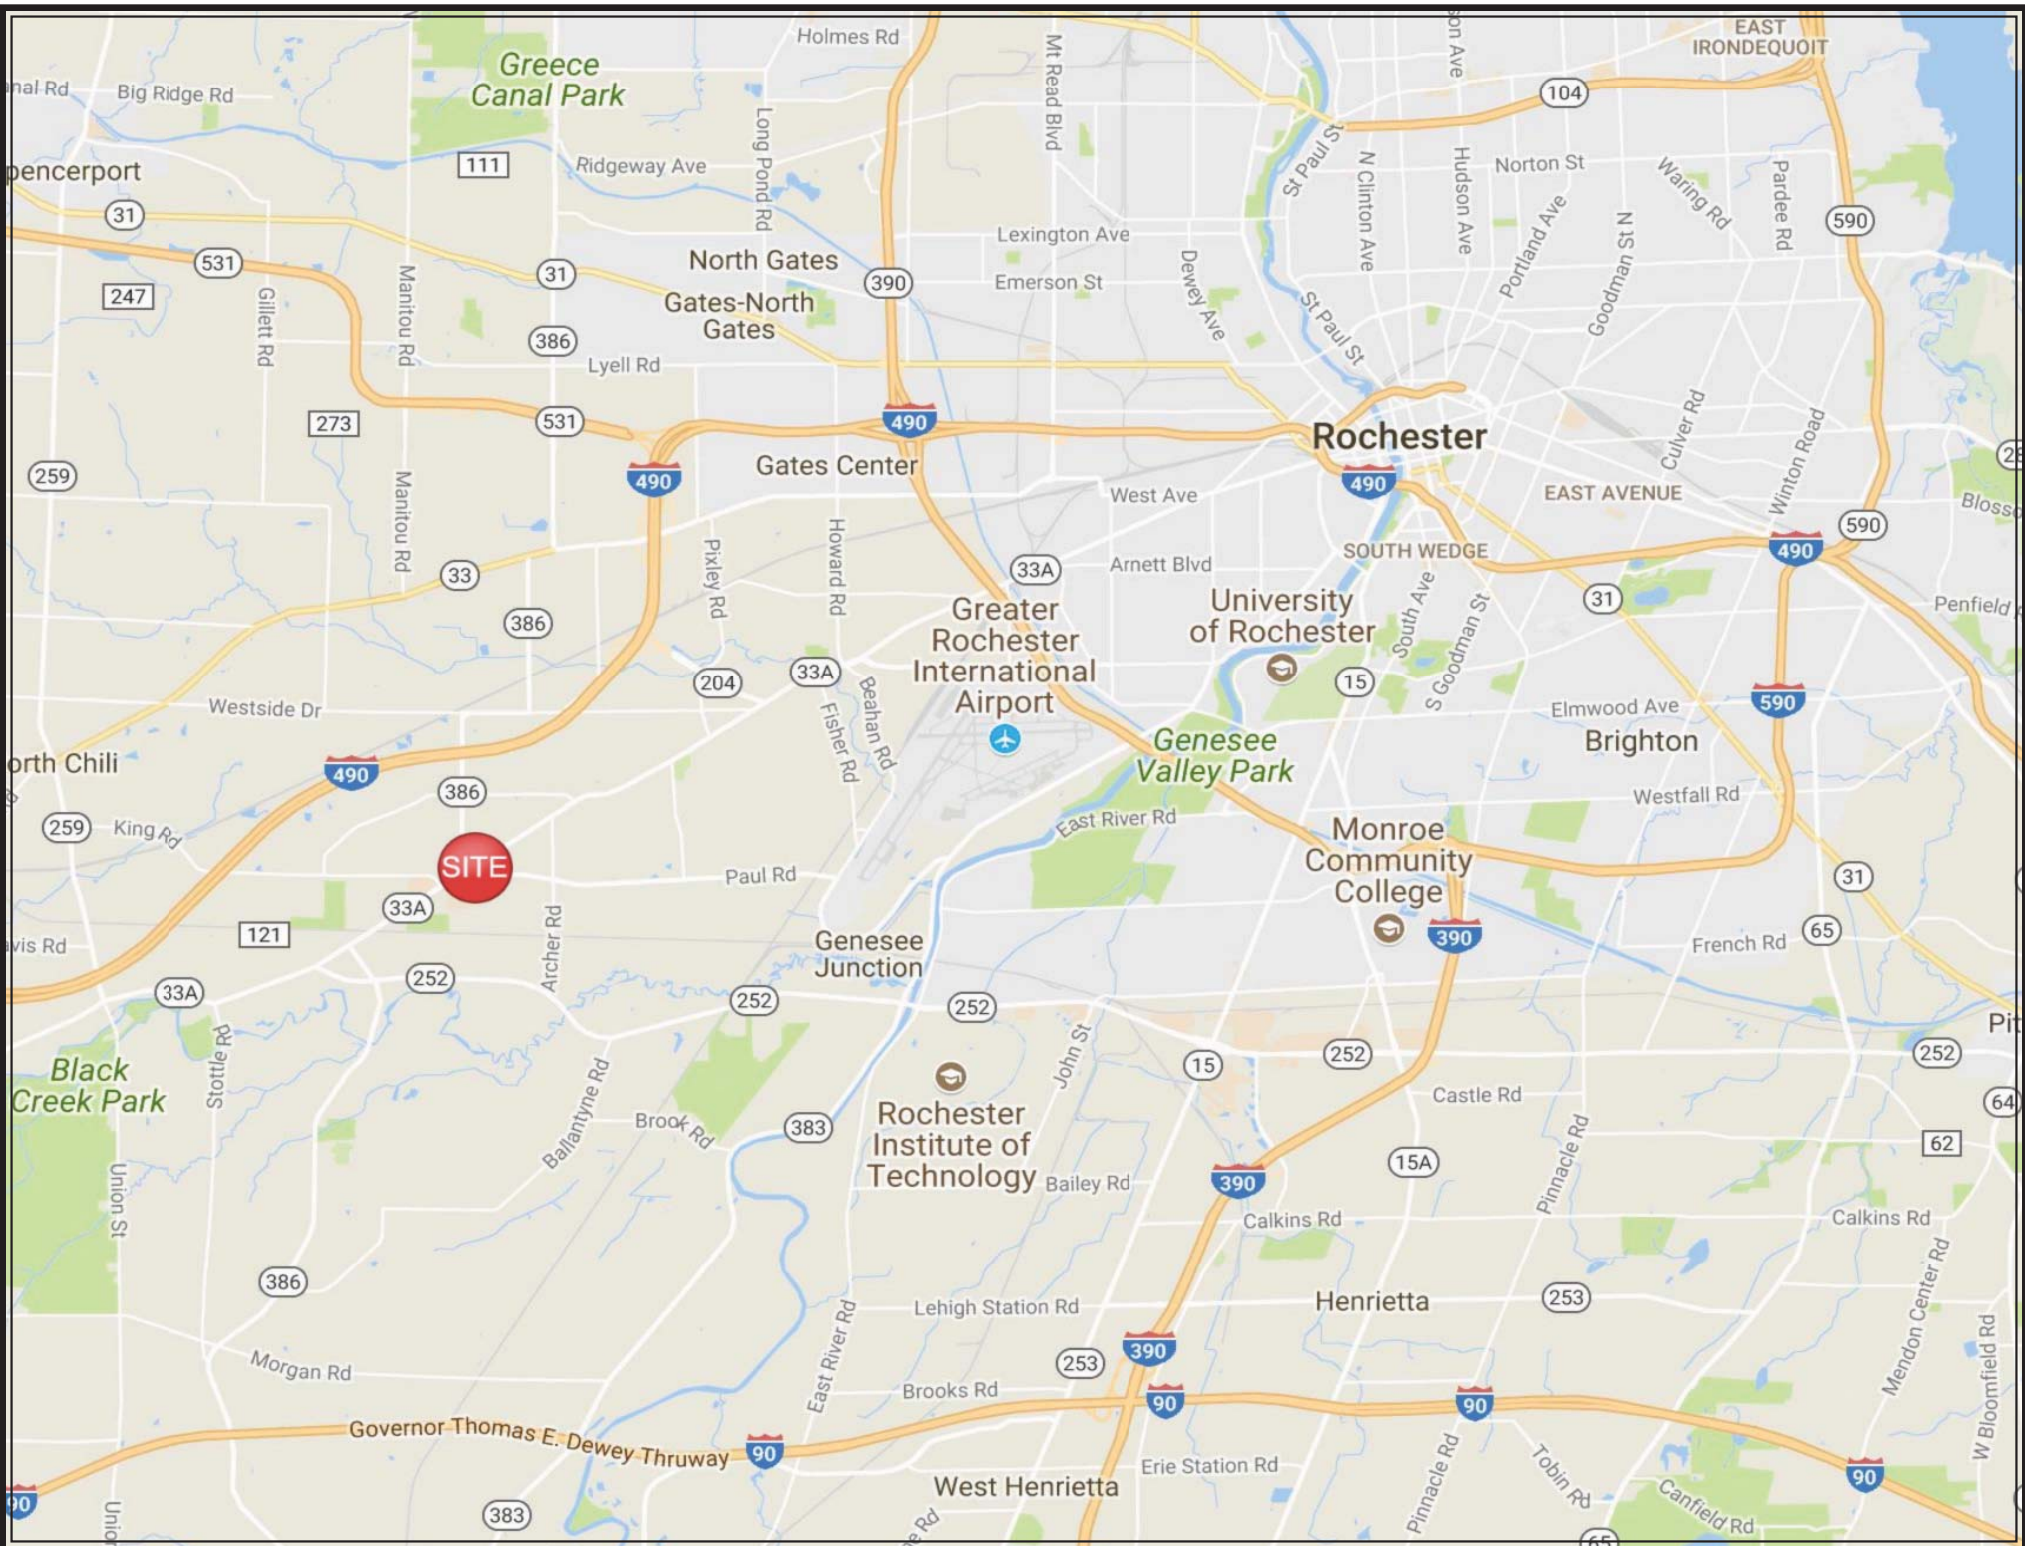 Holmes Rd
Mt Read Blvd
EAST
IRONDEQUOIT
Greece
Canal Park
Big Ridge Rd
104
Long Pond Rd
St Paul St
N Clinton Ave
Hudson Ave
Norton St
Waring Rd
Pardee Rd
111
Ridgeway Ave
31
590
Portland Ave
N St
Goodman
Lexington Ave
531
North Gates
31
390
Emerson St
Dewey Ave
247
Gillett Rd
Manitou Rd
Gates-North
Gates
St Paul St
386
Lyell Rd
273
531
490
Rochester
Culver Rd
Winton Road
259
Manitou Rd
490
Gates Center
490
West Ave
EAST AVENUE
590
490
SOUTH WEDGE
33
Pixley Rd
Howard Rd
33A
Arnett Blvd
386
Greater
Rochester
International
Airport
University
of Rochester
South Ave
S Goodman St
31
Penfield
204
33A
15
590
Westside Dr
Fisher Rd
Beahan Rd
Elmwood Ave
Brighton
490
Genesee
Valley Park
386
Westfall Rd
259
King Rd
East River Rd
Monroe
Community
College
SITE
Paul Rd
31
33A
121
Archer Rd
Genesee
Junction
390
65
French Rd
33A
252
252
252
Black
Creek Park
Stottle Rd
John St
15
252
252
Ballantyne Rd
Castle Rd
64
Brook Rd
383
Rochester
Institute of
Technology
Pinnacle Rd
62
Union St
Bailey Rd
390
15A
Calkins Rd
Calkins Rd
386
Mendon Center Rd
East River Rd
Lehigh Station Rd
Henrietta
253
W Bloomfield Rd
Morgan Rd
253
390
Brooks Rd
90
90
Governor Thomas E. Dewey Thruway
90
Pinnacle Rd
Erie Station Rd
Tobin Rd
90
90
West Henrietta
Canfield Rd
383